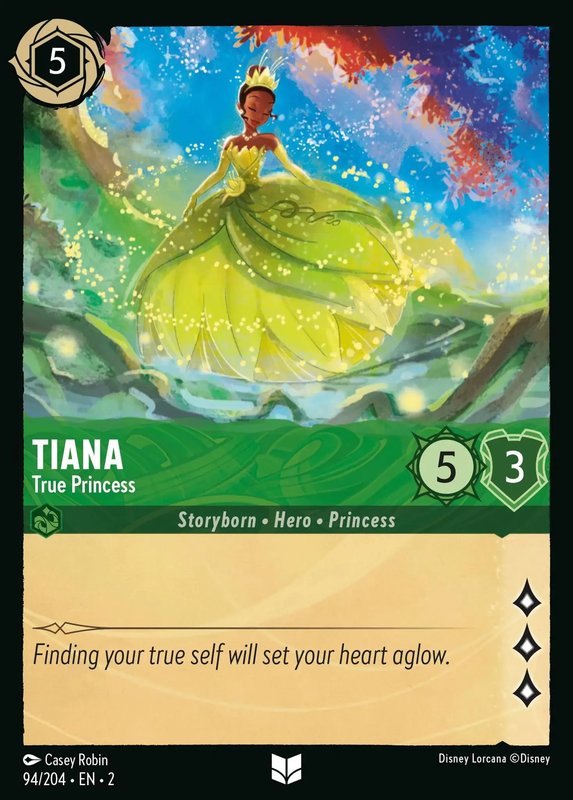 5
TIANA
True Princess
5
3
Storyborn • Hero • Princess
Finding your true self will set your heart aglow.
Casey Robin
94/204 • EN • 2
Disney Lorcana ©Disney